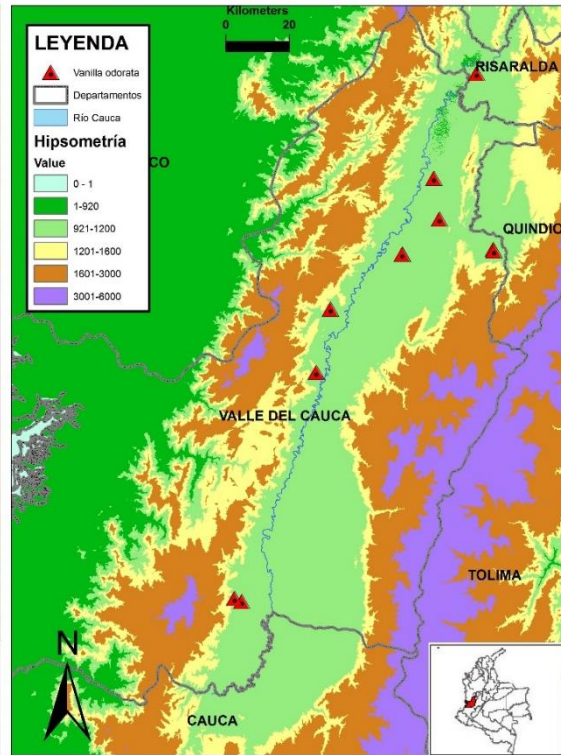 Kilometers
0 20
LEYENDA
Vanilla odorata
Departamentos
Río Cauca
Hipsometría
Value
0 - 1
1-920
921-1200
1201-1600
1601-3000
3001-6000
CO
RISARALDA
QUINDIO
VALLE DEL CAUCA
TOLIMA
N
CAUCA